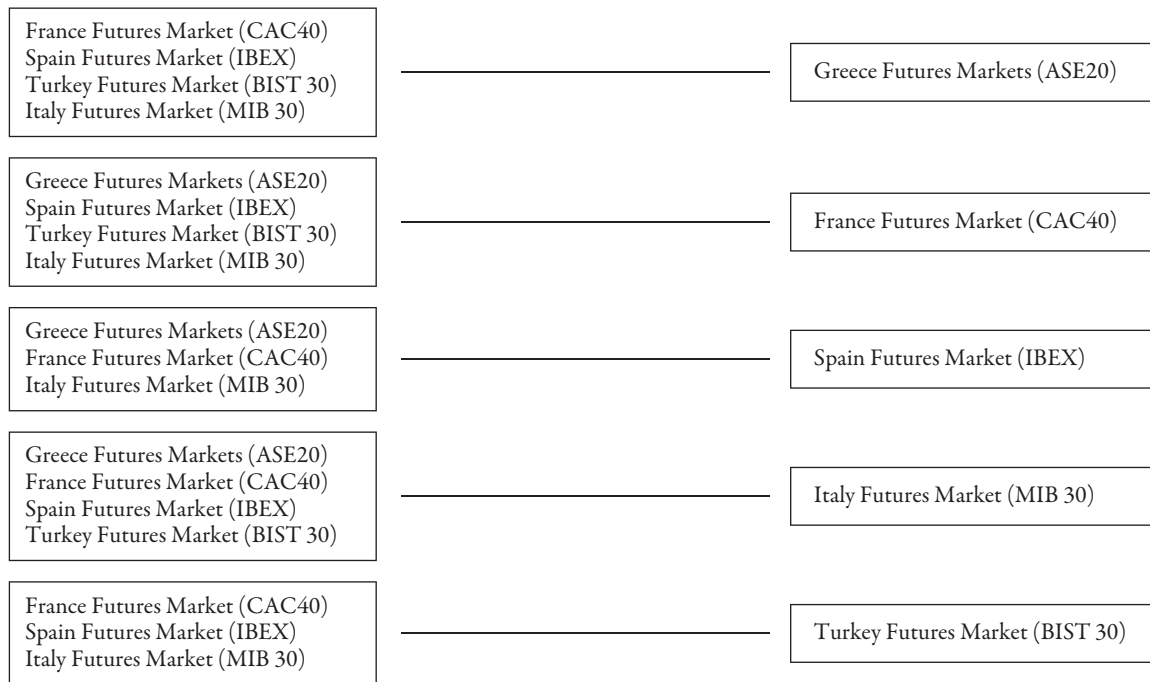 France Futures Market (CAC40)
Spain Futures Market (IBEX)
Turkey Futures Market (BIST 30)
Italy Futures Market (MIB 30)
Greece Futures Markets (ASE20)
Greece Futures Markets (ASE20)
Spain Futures Market (IBEX)
Turkey Futures Market (BIST 30)
Italy Futures Market (MIB 30)
France Futures Market (CAC40)
Greece Futures Markets (ASE20)
France Futures Market (CAC40)
Italy Futures Market (MIB 30)
Spain Futures Market (IBEX)
Greece Futures Markets (ASE20)
France Futures Market (CAC40)
Spain Futures Market (IBEX)
Turkey Futures Market (BIST 30)
Italy Futures Market (MIB 30)
France Futures Market (CAC40)
Spain Futures Market (IBEX)
Italy Futures Market (MIB 30)
Turkey Futures Market (BIST 30)